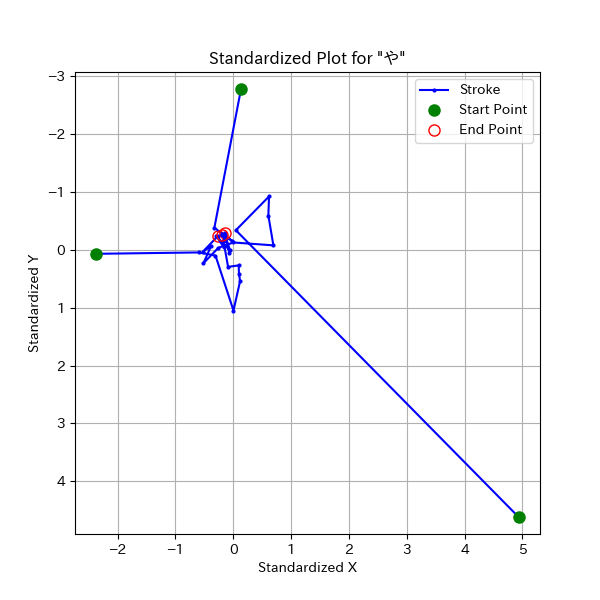 Standardized Plot for "や"
Stroke
Start Point
End Point
Standardized Y
−3
−2
−1
0
1
2
3
4
−2
−1
0
1
2
3
4
5
Standardized X